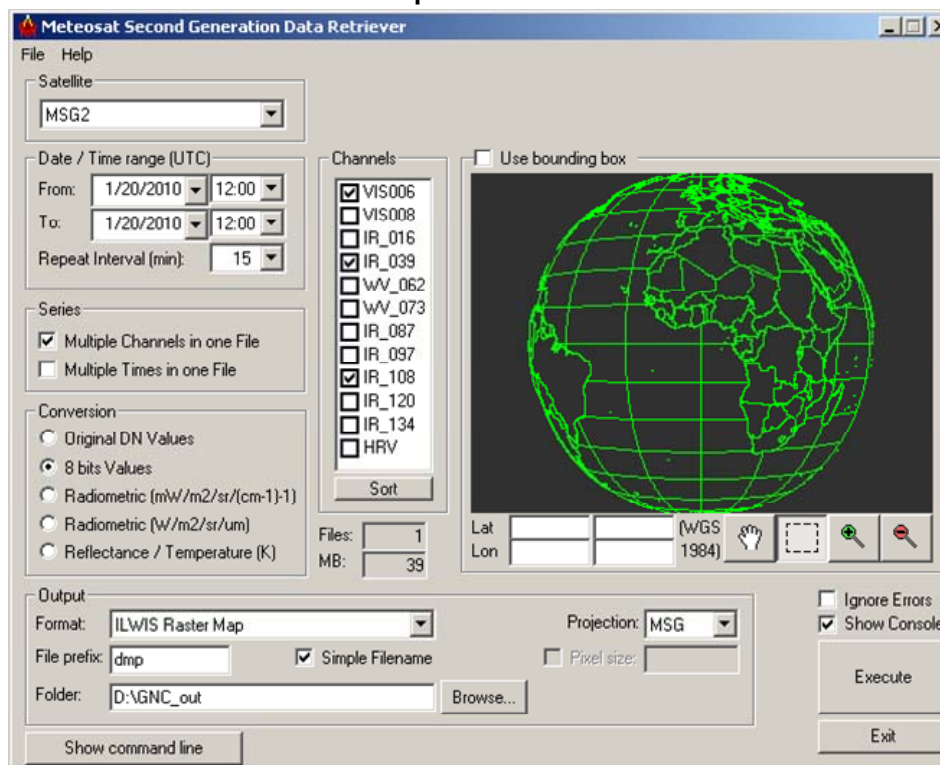 Meteosat Second Generation Data Retriever
File Help
Satellite
MSG2
Date / Time range (UTC)
From: 1/20/2010 12:00
To: 1/20/2010 12:00
Repeat Interval (min): 15
Series
Multiple Channels in one File
Multiple Times in one File
Conversion
Original DN Values
8 bits Values
Radiometric (mW/m2/sr/(cm-1)-1)
Radiometric (W/m2/sr/um)
Reflectance / Temperature (K)
Channels
VIS006
VIS008
IR_016
IR_039
WV_062
WV_073
IR_087
IR_097
IR_108
IR_120
IR_134
HRV
Sort
Files: 1
MB: 39
Use bounding box
Lat
Lon
(WGS
1984)
Output
Format: ILWIS Raster Map
Projection: MSG
File prefix: dmp
Simple Filename
Pixel size:
Folder: D:\GNC_out
Browse...
Ignore Errors
Show Console
Execute
Exit
Show command line